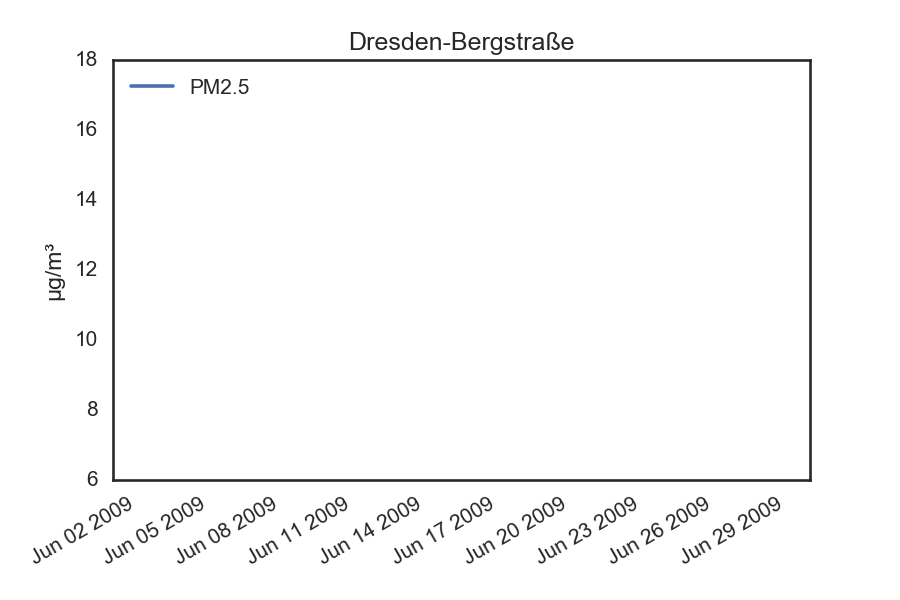 Dresden-Bergstraße
18
PM2.5
16
14
12
µg/m³
10
8
6
Jun 02 2009
Jun 05 2009
Jun 08 2009
Jun 11 2009
Jun 14 2009
Jun 17 2009
Jun 20 2009
Jun 23 2009
Jun 26 2009
Jun 29 2009